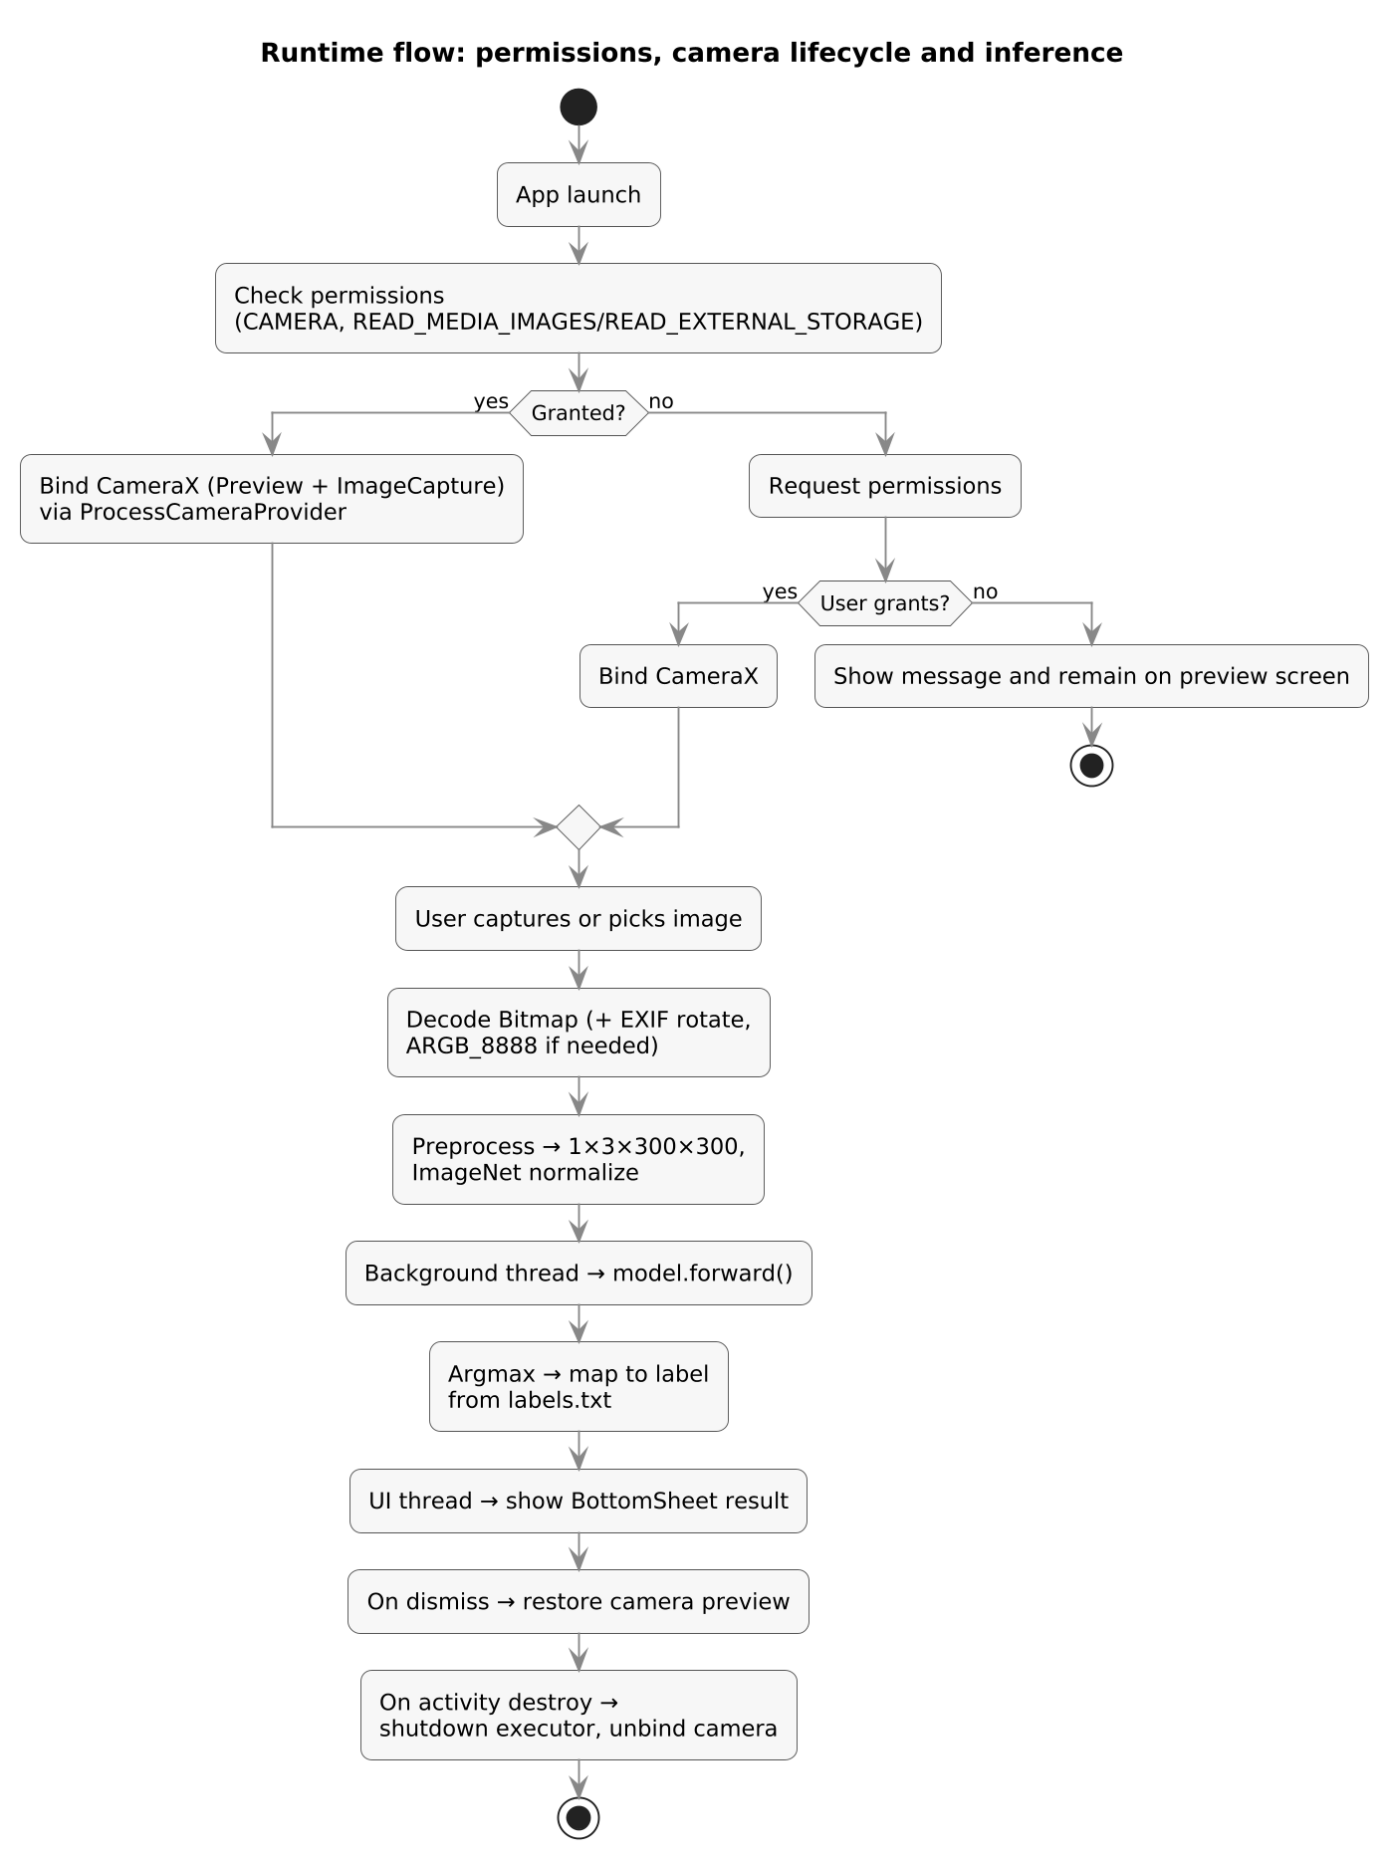 Runtime flow: permissions, camera lifecycle and inference
App launch
Check permissions
(CAMERA, READ_MEDIA_IMAGES/READ_EXTERNAL_STORAGE)
yes
Granted?
no
Bind CameraX (Preview + ImageCapture)
via ProcessCameraProvider
Request permissions
yes
User grants?
no
Bind CameraX
Show message and remain on preview screen
User captures or picks image
Decode Bitmap (+ EXIF rotate,
ARGB_8888 if needed)
Preprocess → 1×3×300×300,
ImageNet normalize
Background thread → model.forward()
Argmax → map to label
from labels.txt
UI thread → show BottomSheet result
On dismiss → restore camera preview
On activity destroy →
shutdown executor, unbind camera